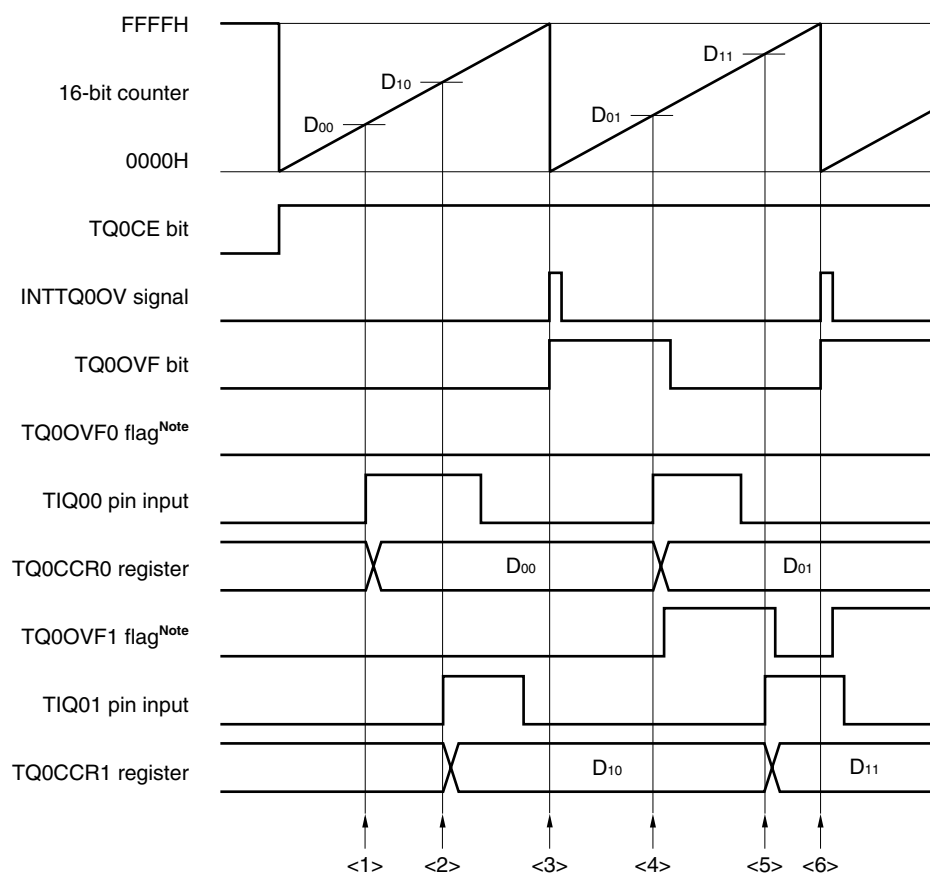 FFFFH
D11
D10
16-bit counter
D01
D00
0000H
TQ0CE bit
INTTQ0OV signal
TQ0OVF bit
TQ0OVF0 flagNote
TIQ00 pin input
TQ0CCR0 register
D00
D01
TQ0OVF1 flagNote
TIQ01 pin input
TQ0CCR1 register
D10
D11
<1> <2> <3> <4> <5> <6>